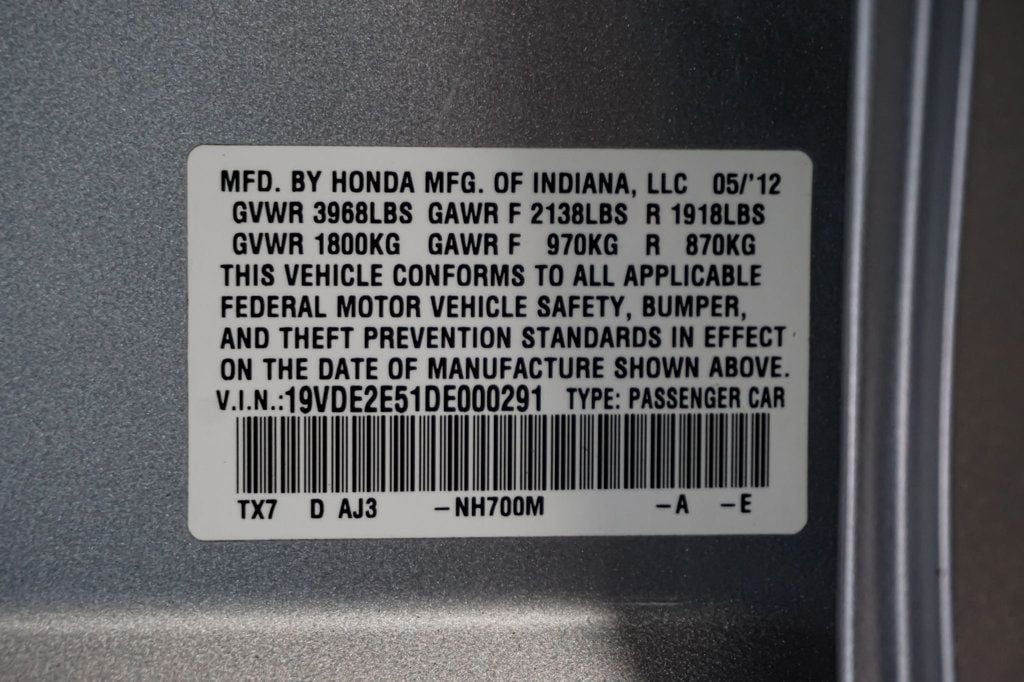 MFD. BY HONDA MFG. OF INDIANA, LLC 05/'12
GVWR 3968LBS GAWR F 2138LBS R 1918LBS
GVWR 1800KG GAWR F 970KG R 870KG
THIS VEHICLE CONFORMS TO ALL APPLICABLE
FEDERAL MOTOR VEHICLE SAFETY, BUMPER,
AND THEFT PREVENTION STANDARDS IN EFFECT
ON THE DATE OF MANUFACTURE SHOWN ABOVE.
V.I.N.:19VDE2E51DE000291 TYPE: PASSENGER CAR
TX7 D AJ3 -NH700M -A -E